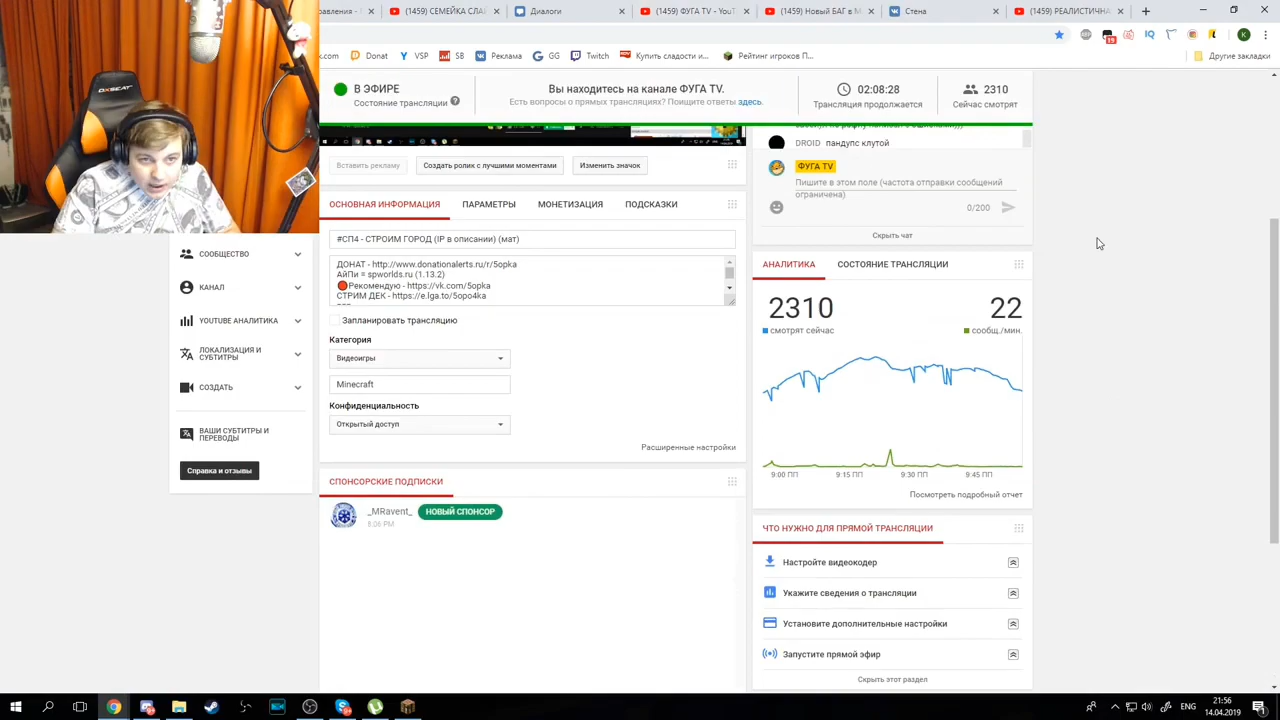 (1459) СЕМЕЙКА СЛА
Диалоги
(1459) ФУГА TV - YouT
(1459) Новый БАГ в М
Стена
(1459) РЕАЛИСТИЧНА
Donat
VSP
SB
Реклама
GG
Twitch
Купить сладости и...
Рейтинг игроков П...
Другие закладки
В ЭФИРЕ
Состояние трансляции
Вы находитесь на канале ФУГА TV.
Есть вопросы о прямых трансляциях? Поищите ответы здесь.
02:08:28
Трансляция продолжается
2310
Сейчас смотрят
DROID пандупс клутой
Вставить рекламу
Создать ролик с лучшими моментами
Изменить значок
ФУГА TV
Пишите в этом поле (частота отправки сообщений
ограничена)
0/200
Скрыть чат
ОСНОВНАЯ ИНФОРМАЦИЯ
ПАРАМЕТРЫ
МОНЕТИЗАЦИЯ
ПОДСКАЗКИ
#СП4 - СТРОИМ ГОРОД (IP в описании) (мат)
ДОНАТ - http://www.donationalerts.ru/r/5opka
АйПи = spworlds.ru (1.13.2)
Рекомендую - https://vk.com/5opka
СТРИМ ДЕК - https://e.lga.to/5opo4ka
Запланировать трансляцию
Категория
Видеоигры
Minecraft
Конфиденциальность
Открытый доступ
Расширенные настройки
СПОНСОРСКИЕ ПОДПИСКИ
_MRavent_ НОВЫЙ СПОНСОР
8:06 PM
СООБЩЕСТВО
КАНАЛ
YOUTUBE АНАЛИТИКА
ЛОКАЛИЗАЦИЯ И
СУБТИТРЫ
СОЗДАТЬ
ВАШИ СУБТИТРЫ И
ПЕРЕВОДЫ
Справка и отзывы
АНАЛИТИКА
СОСТОЯНИЕ ТРАНСЛЯЦИИ
2310
22
смотрят сейчас
сообщ./мин.
9:00 ПП
9:15 ПП
9:30 ПП
9:45 ПП
Посмотреть подробный отчет
ЧТО НУЖНО ДЛЯ ПРЯМОЙ ТРАНСЛЯЦИИ
Настройте видеокодер
Укажите сведения о трансляции
Установите дополнительные настройки
Запустите прямой эфир
Скрыть этот раздел
DXSEAT
21:56
14.04.2019